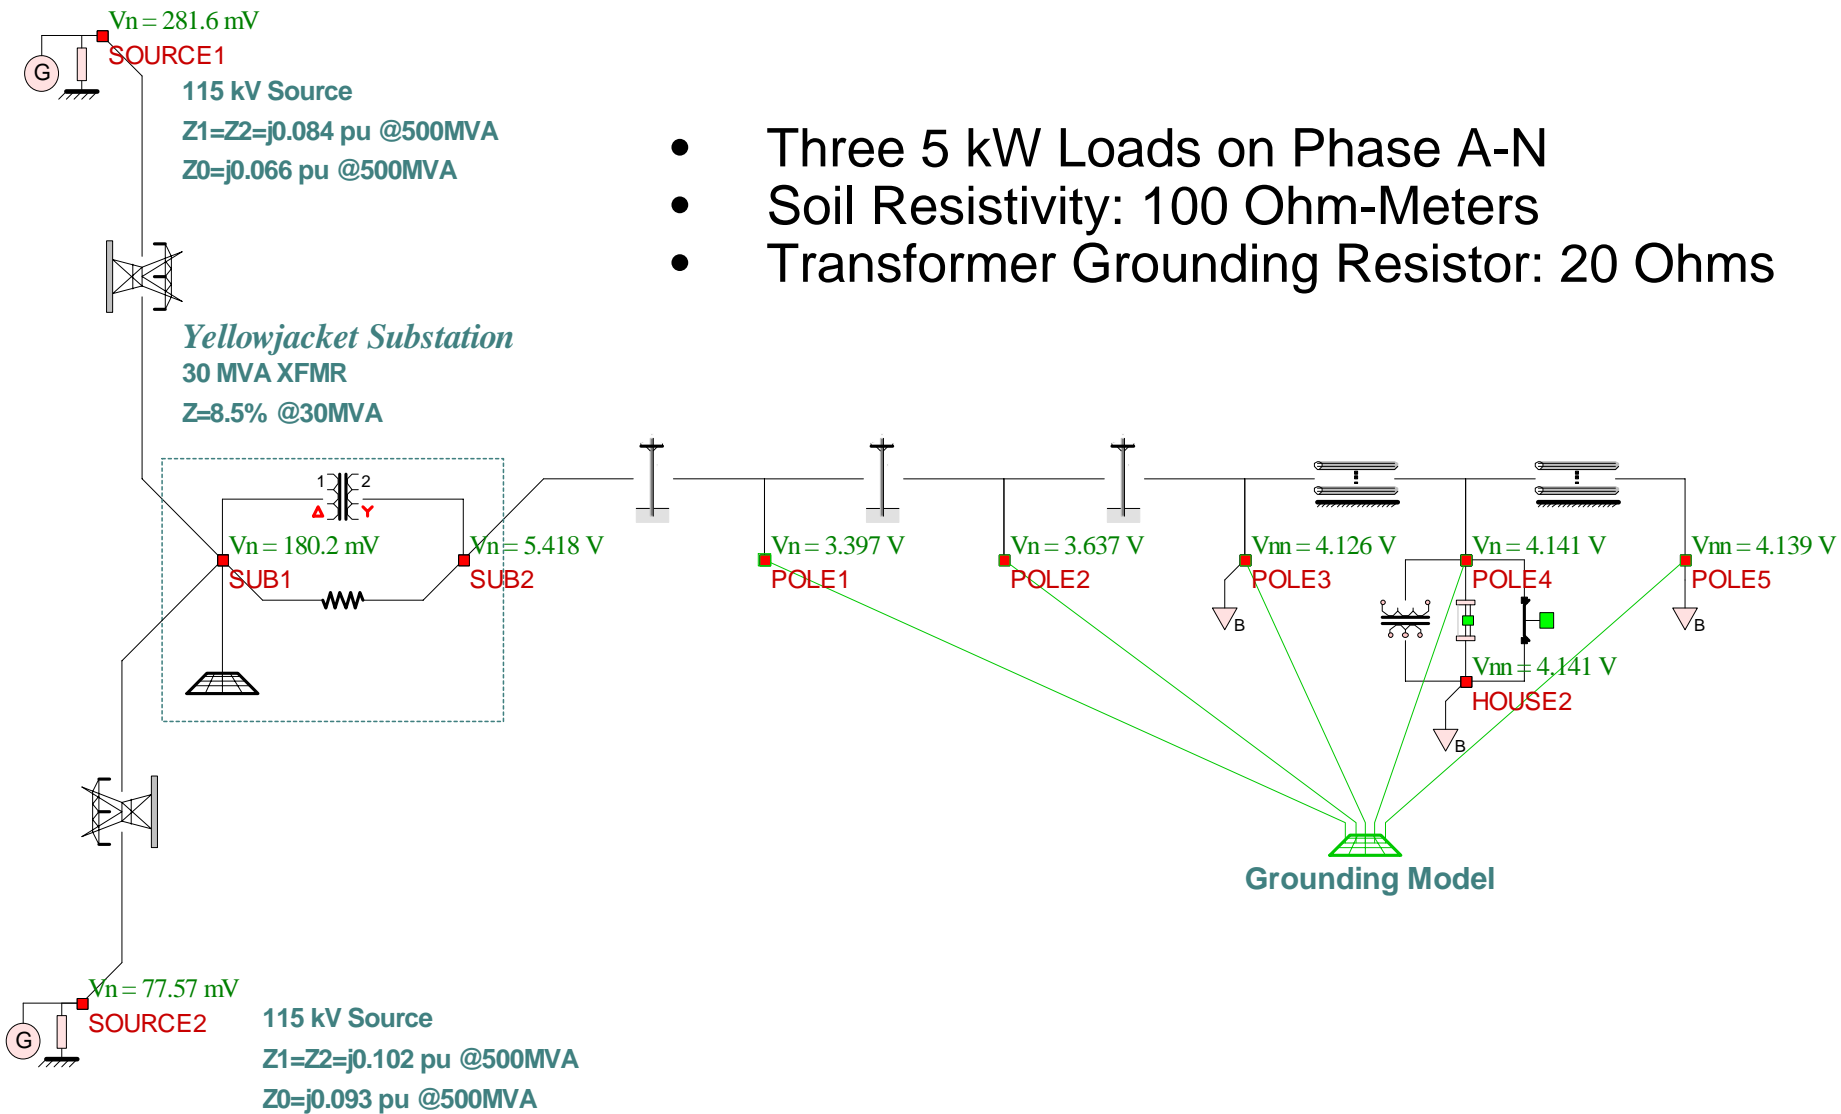 Vn = 281.6 mV
SOURCE1
G
115 kV Source
Z1=Z2=j0.084 pu @500MVA
Z0=j0.066 pu @500MVA
• Three 5 kW Loads on Phase A-N
• Soil Resistivity: 100 Ohm-Meters
• Transformer Grounding Resistor: 20 Ohms
Yellowjacket Substation
30 MVA XFMR
Z=8.5% @30MVA
1 2
Vn = 180.2 mV
SUB1
Vn = 5.418 V
SUB2
Vn = 3.397 V
POLE1
Vn = 3.637 V
POLE2
Vnn = 4.126 V
POLE3
B
Vn = 4.141 V
POLE4
Vnn = 4.139 V
POLE5
B
Vnn = 4.141 V
HOUSE2
B
Grounding Model
Vn = 77.57 mV
SOURCE2
G
115 kV Source
Z1=Z2=j0.102 pu @500MVA
Z0=j0.093 pu @500MVA